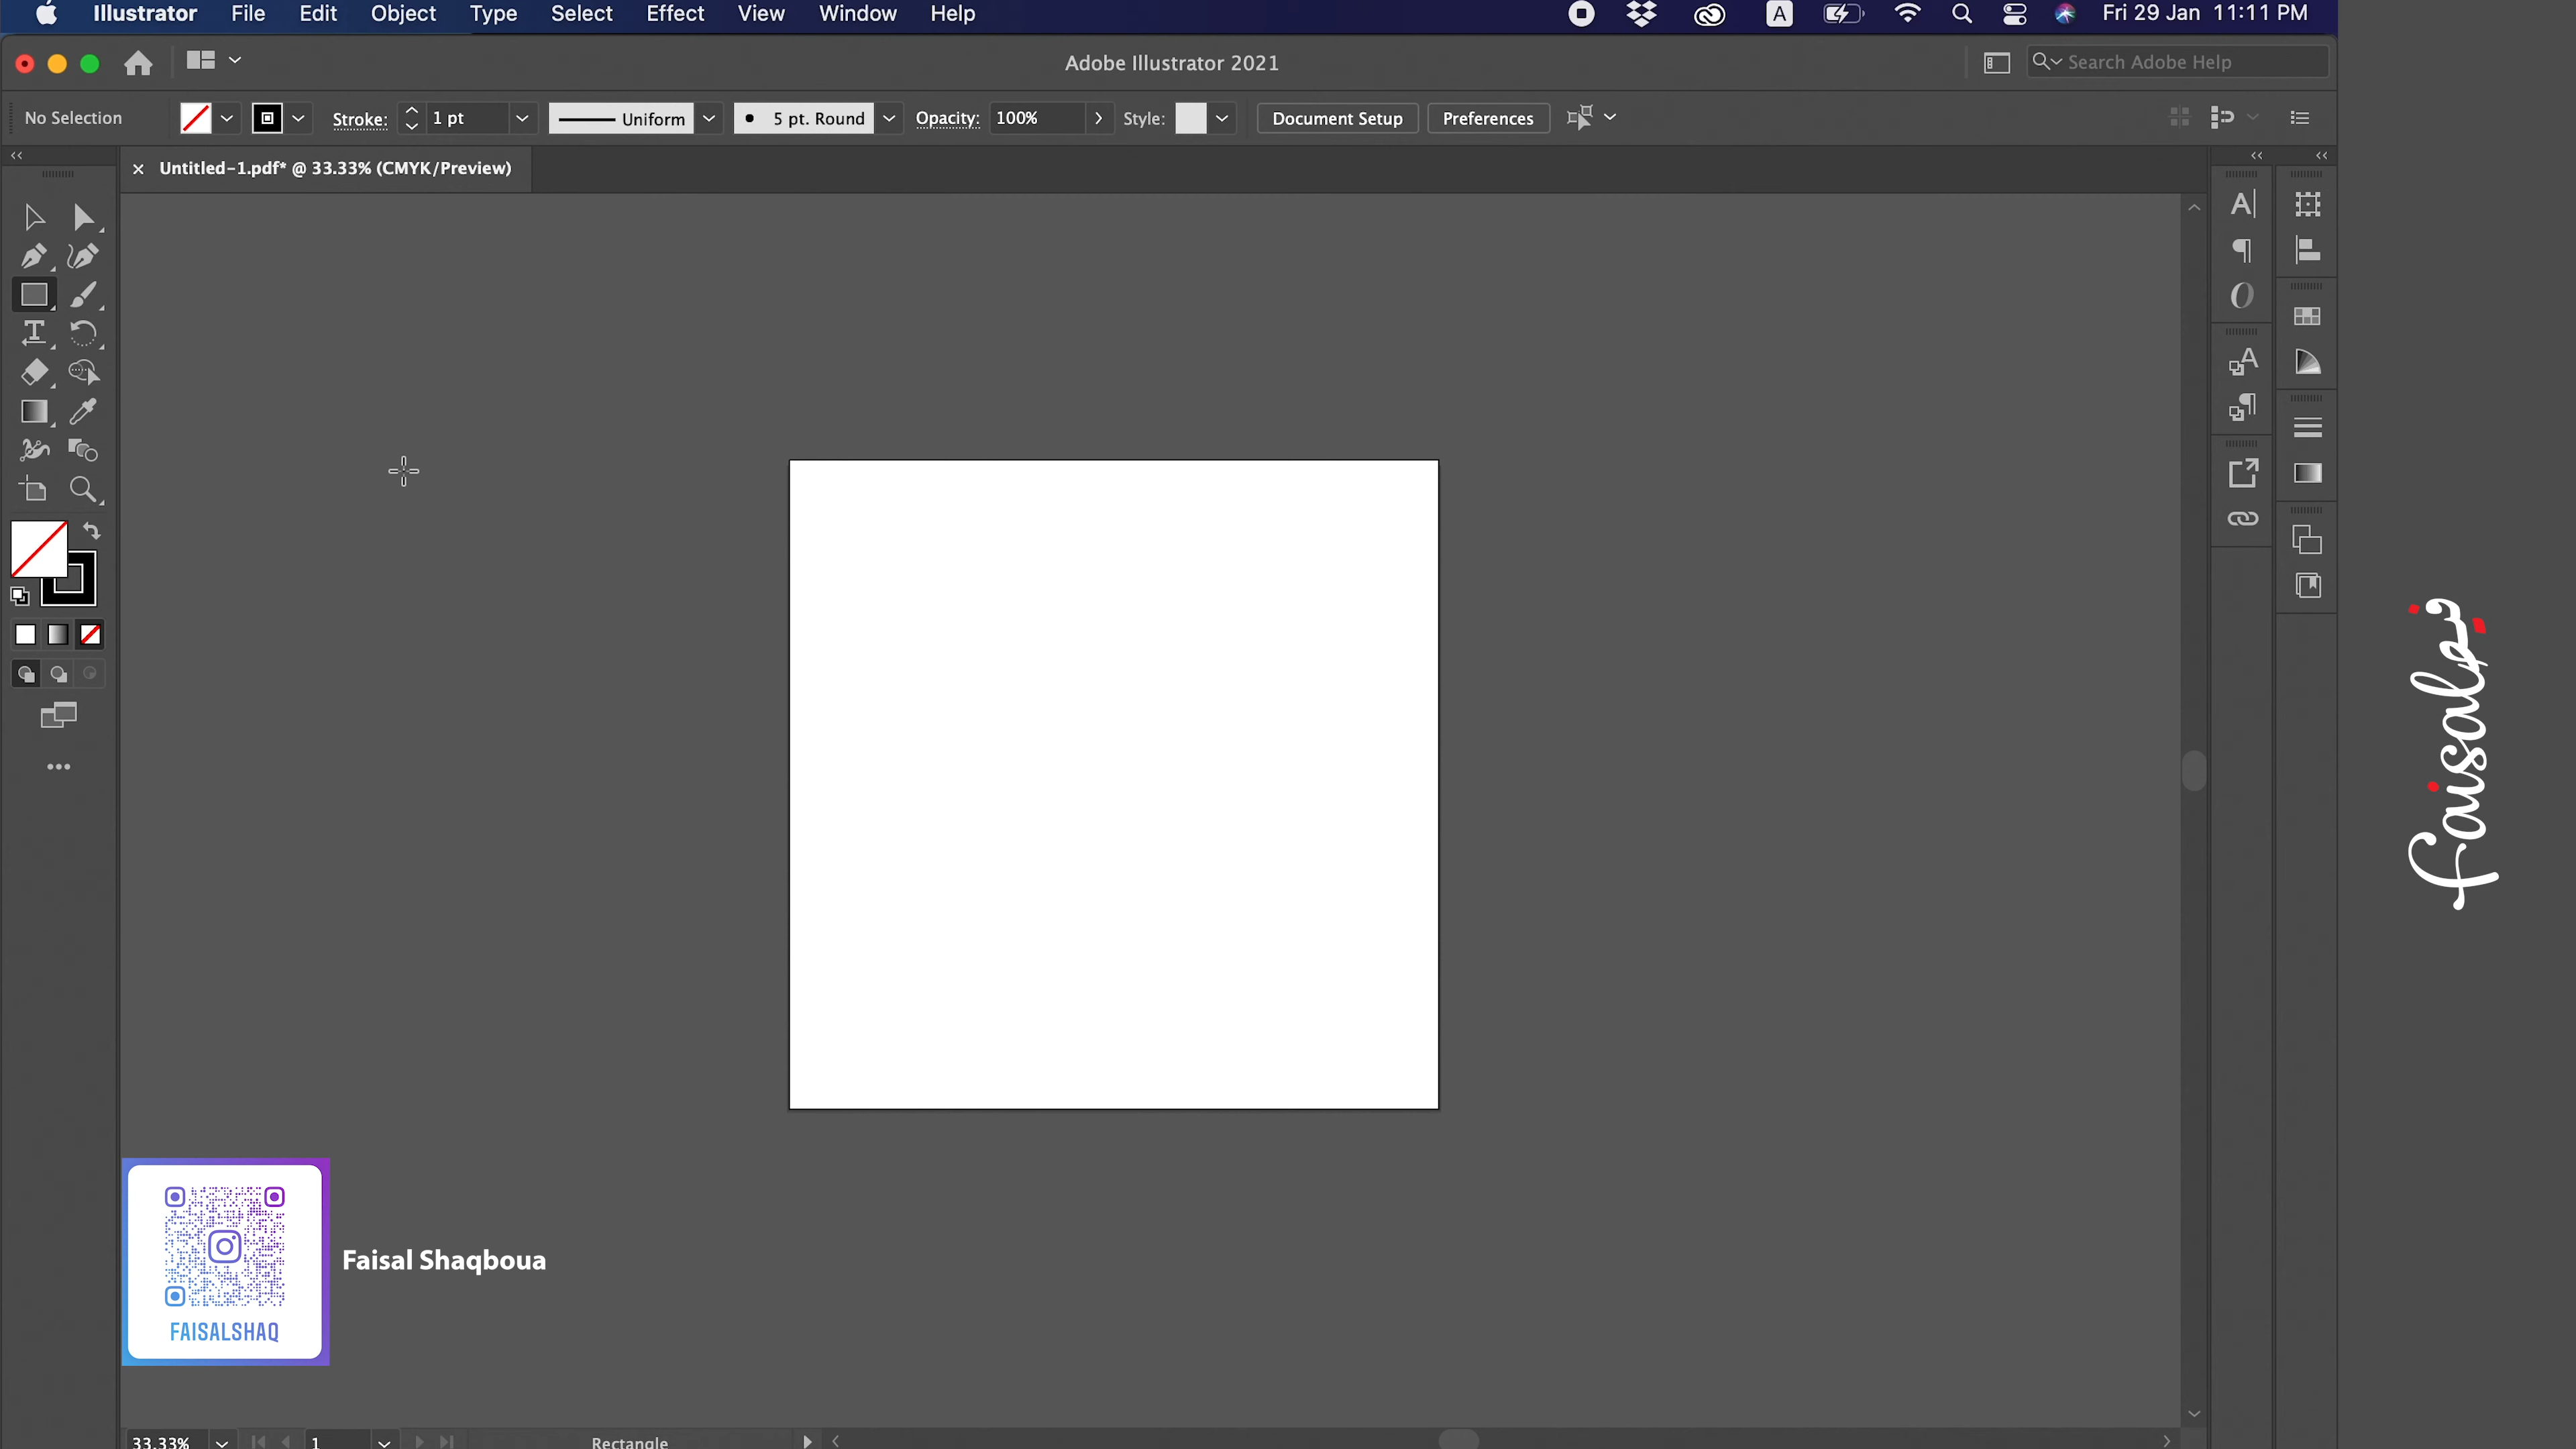 Illustrator File Edit Object Type Select Effect View Window Help
A
Fri 29 Jan 11:11 PM
Adobe Illustrator 2021
Search Adobe Help
No Selection
Stroke: 1 pt
Uniform
5 pt. Round
Opacity: 100%
Style:
Document Setup
Preferences
× Untitled-1.pdf* @ 33.33% (CMYK/Preview)
FAISALSHAQ
Faisal Shaqboua
33.33%
1
Rectangle
faisal